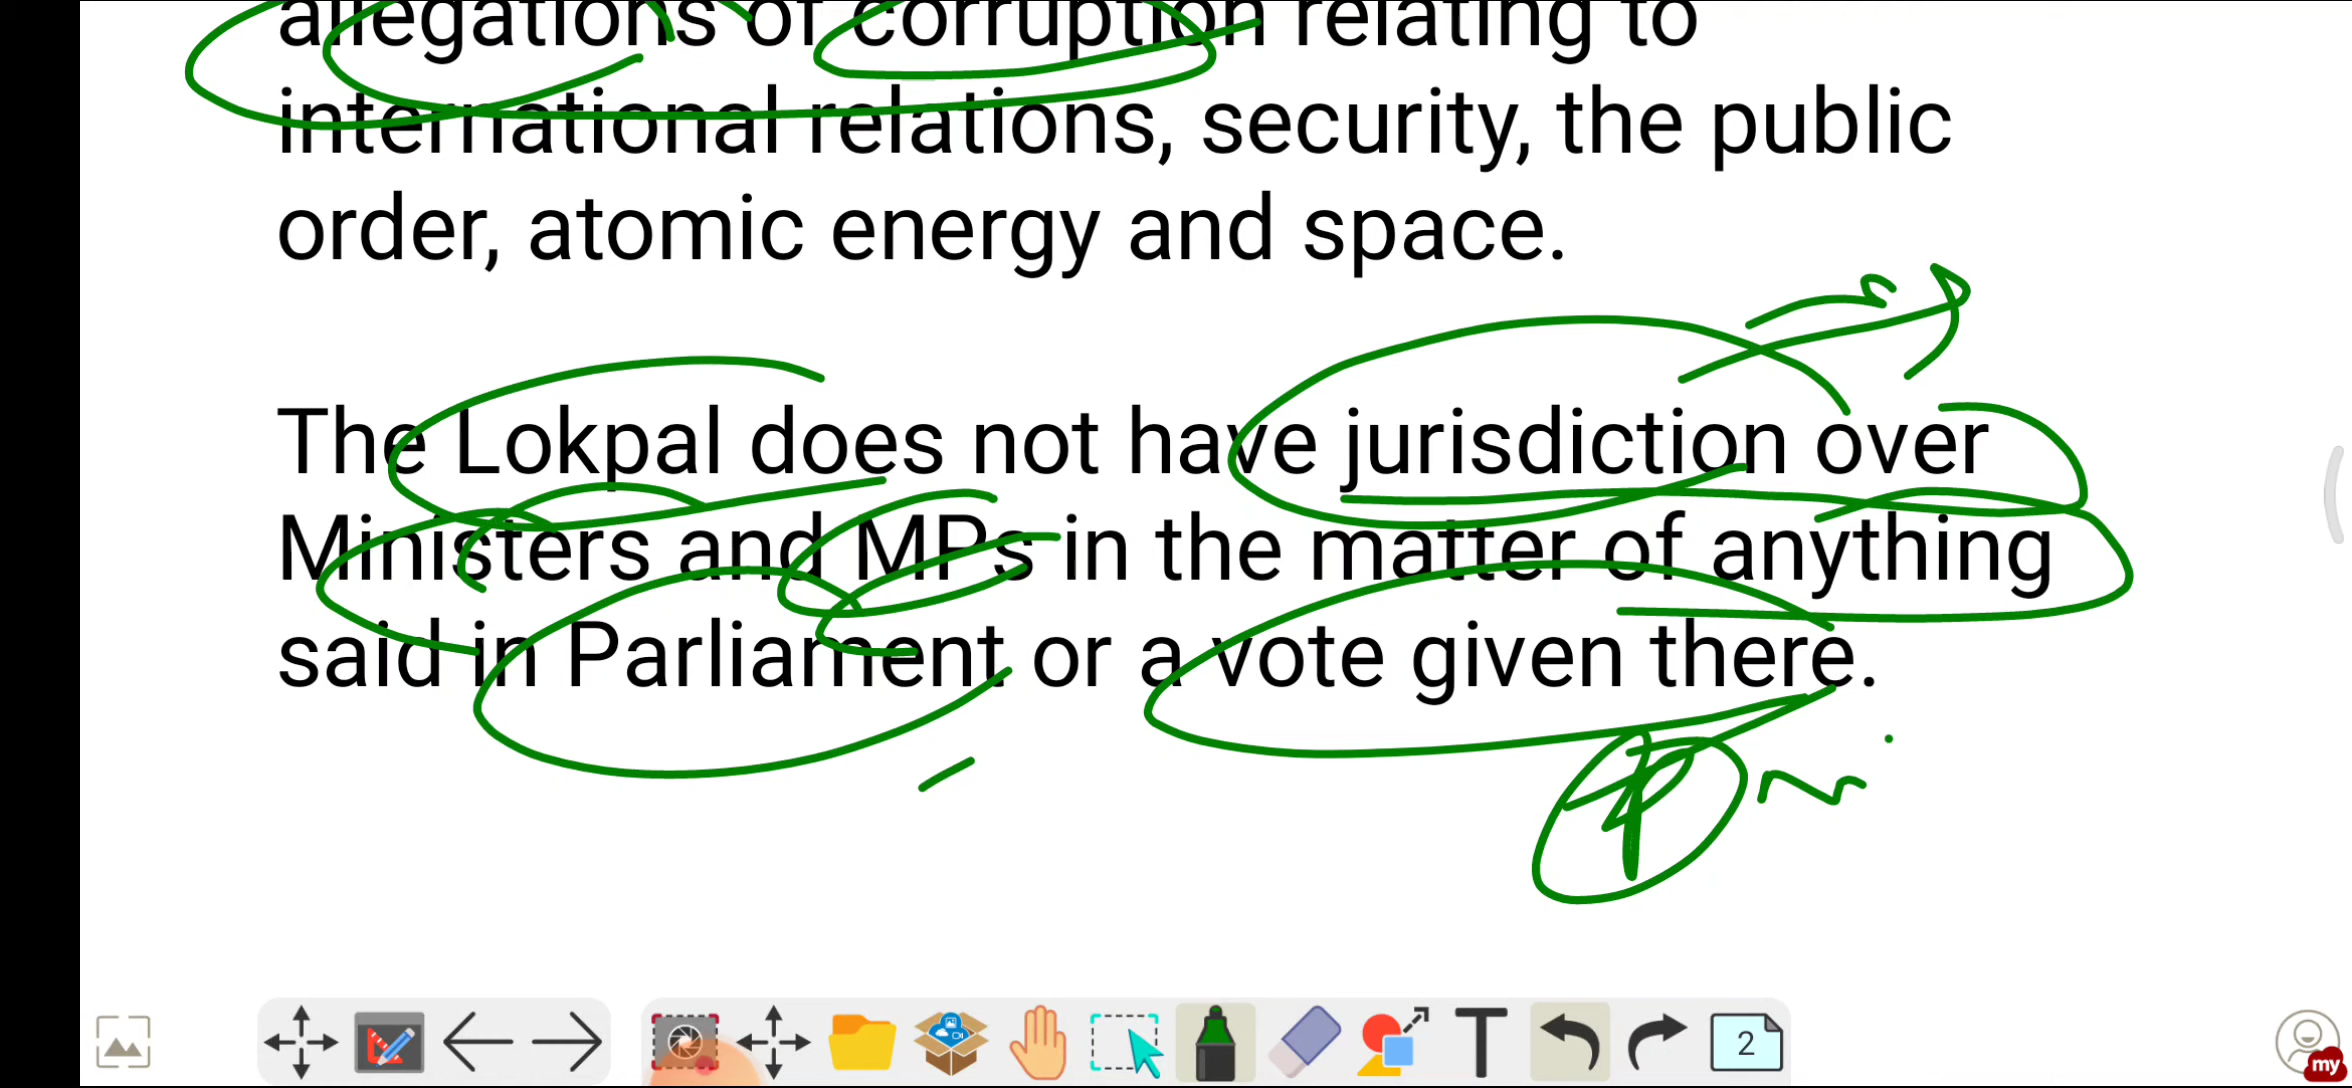 allegations of corruption relating to
international relations, security, the public
order, atomic energy and space.
The Lokpal does not have jurisdiction over
Ministers and MPs in the matter of anything
said in Parliament or a vote given there.
T
2
my